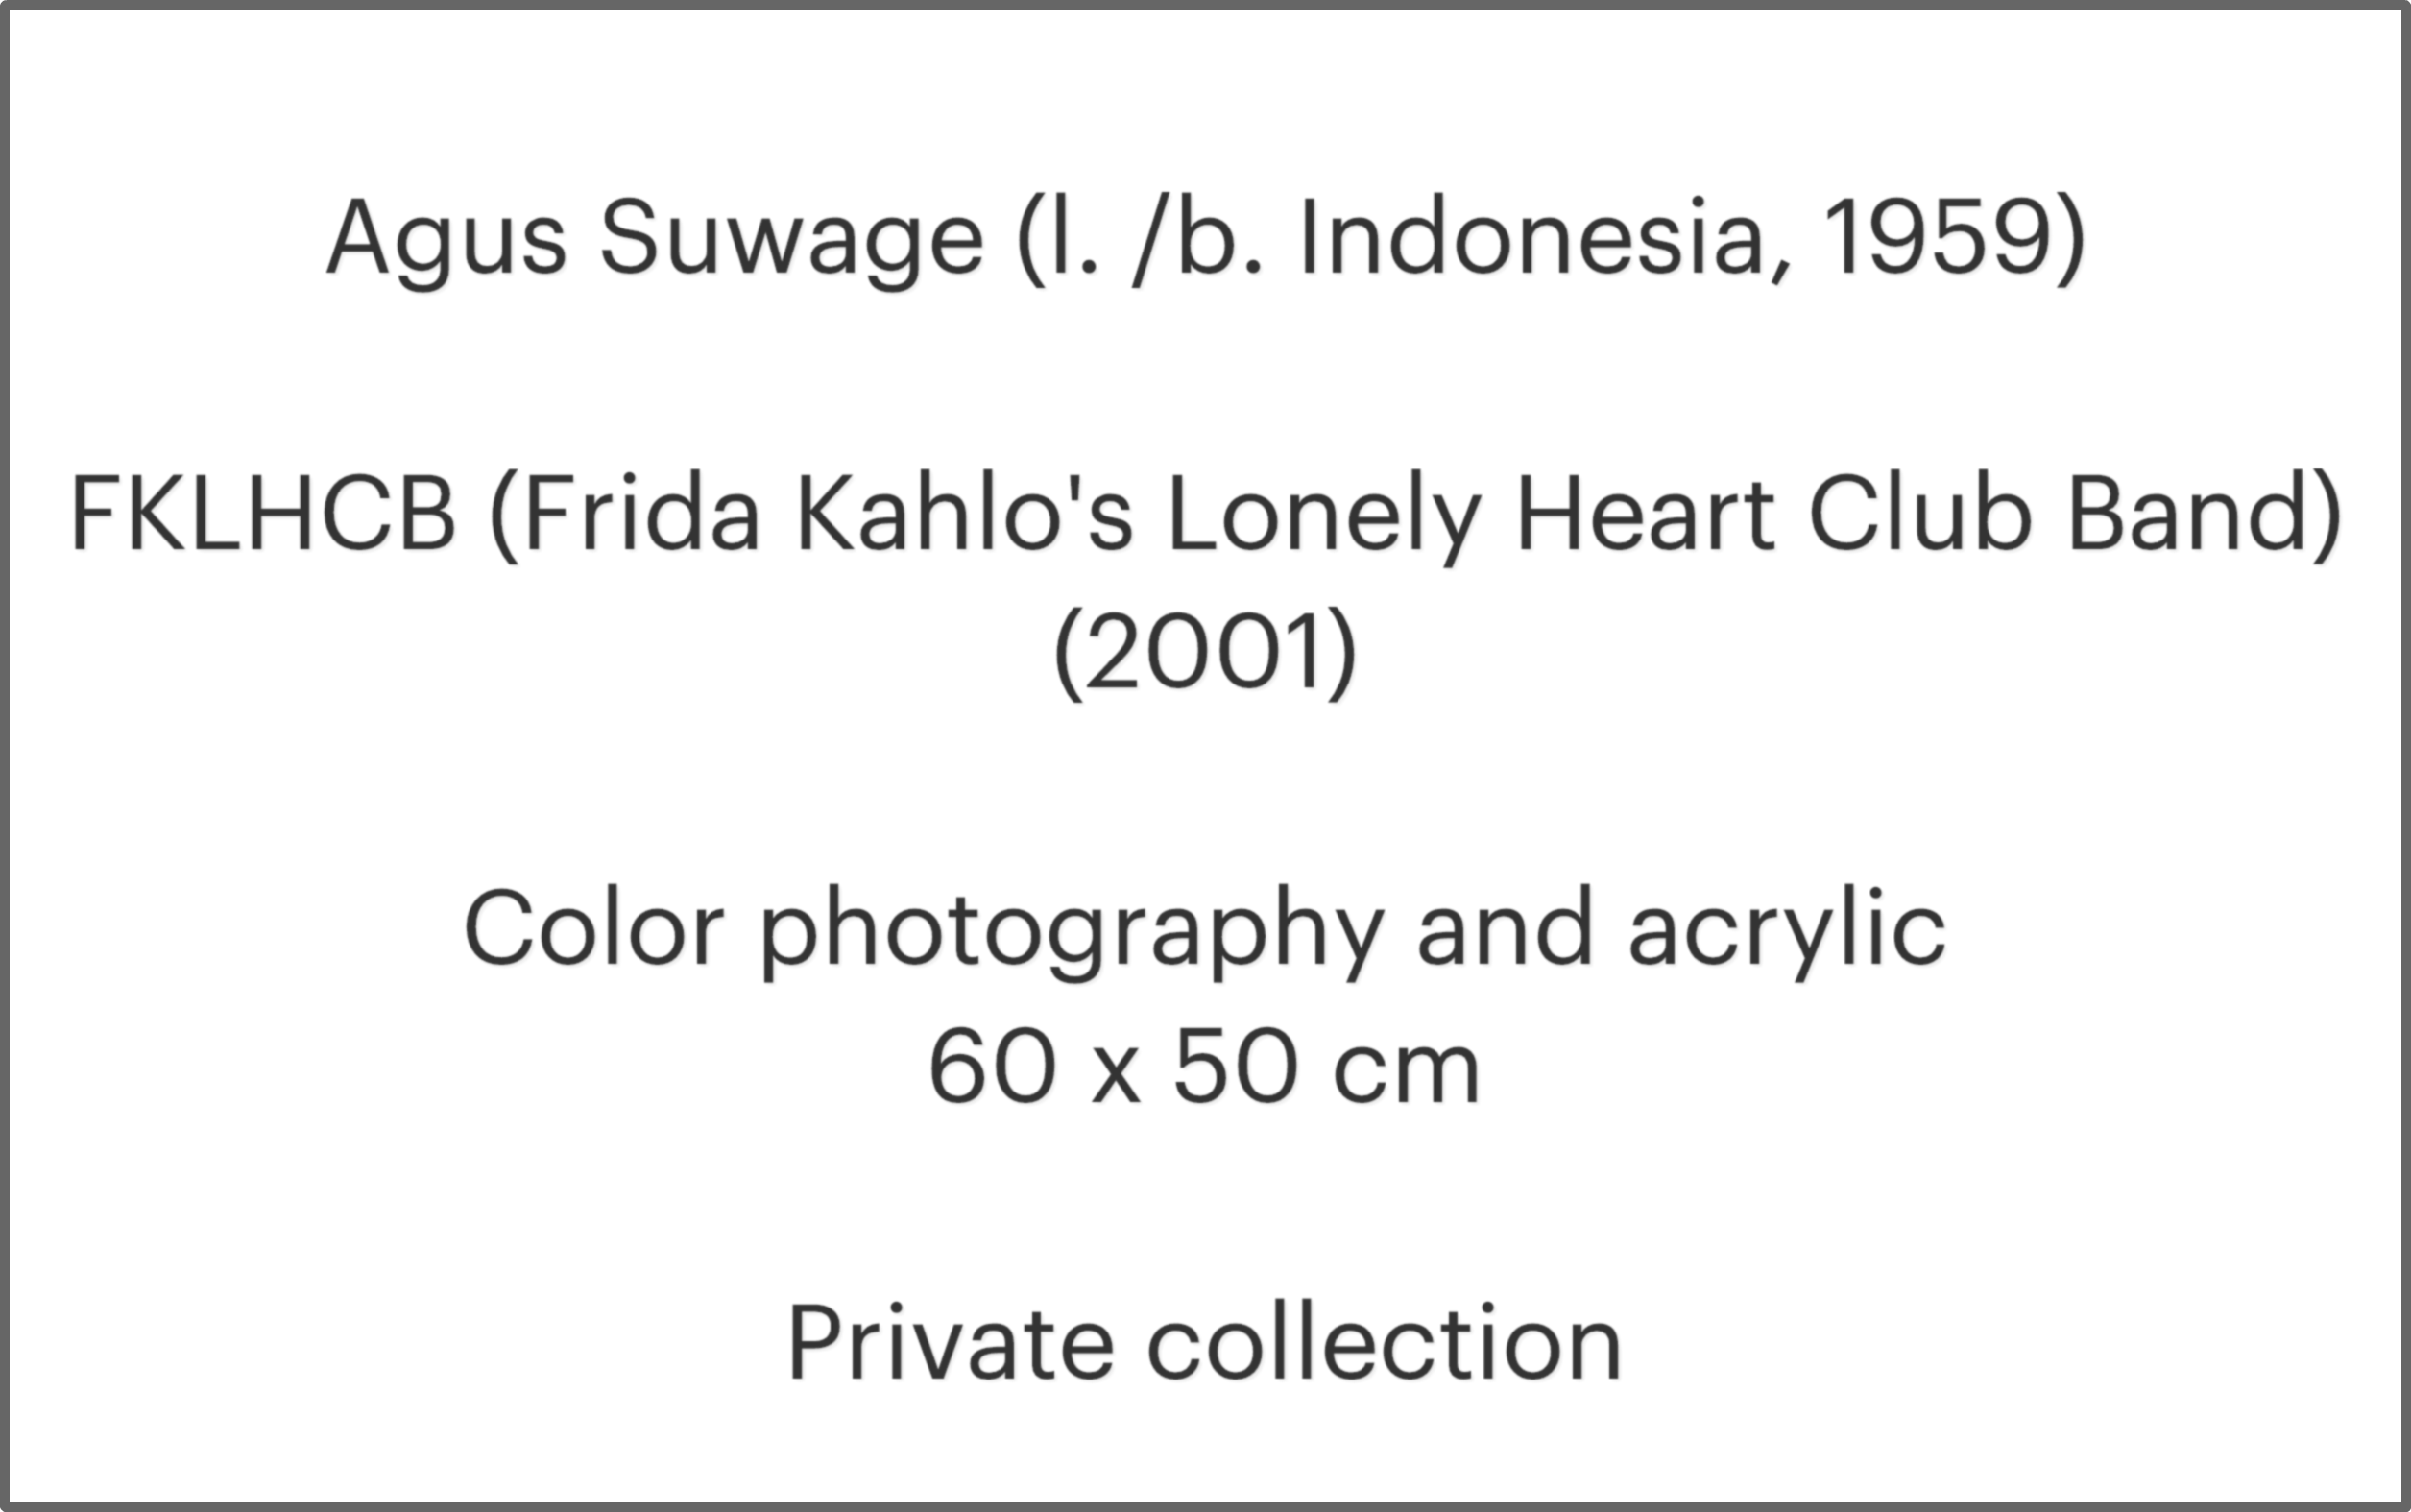 Agus Suwage (l. /b. Indonesia, 1959)
FKLHCB (Frida Kahlo's Lonely Heart Club Band)
(2001)
Color photography and acrylic
60 x 50 cm
Private collection